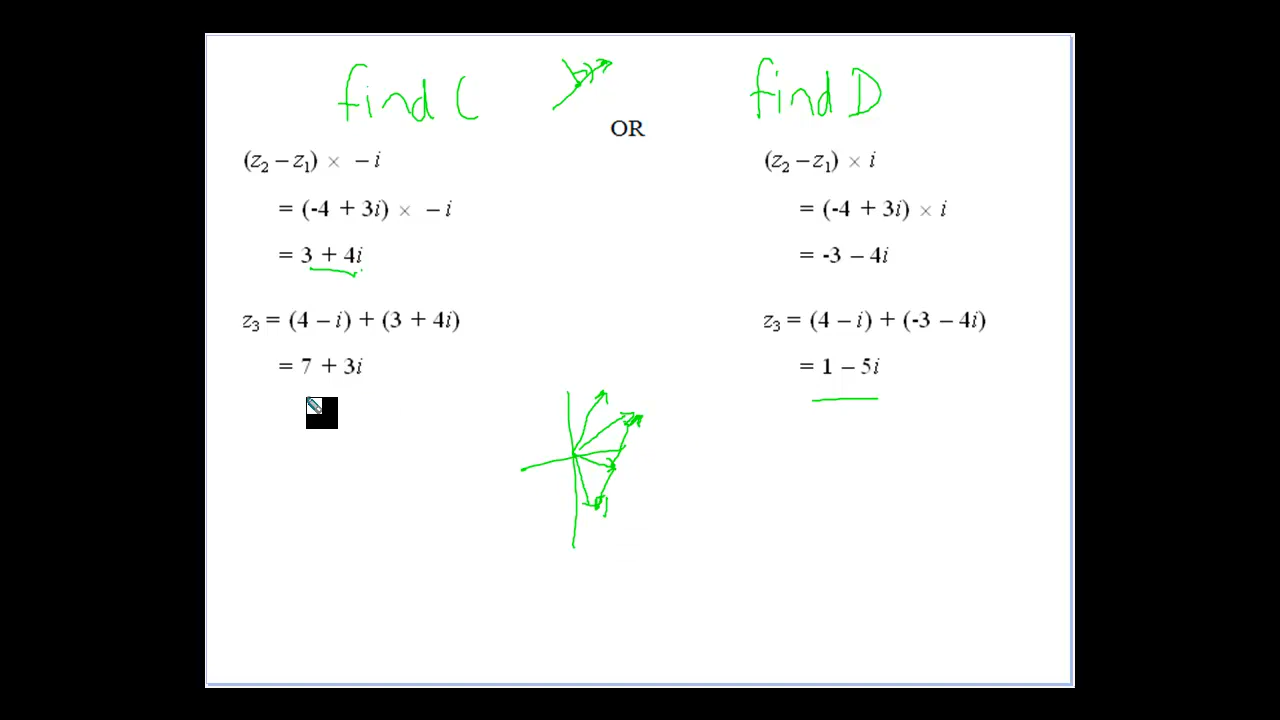 find C
find D
OR
(z₂ – z₁) × – i
= (-4 + 3i) × – i
= 3 + 4i
z₃ = (4 – i) + (3 + 4i)
= 7 + 3i
(z₂ – z₁) × i
= (-4 + 3i) × i
= -3 – 4i
z₃ = (4 – i) + (-3 – 4i)
= 1 – 5i